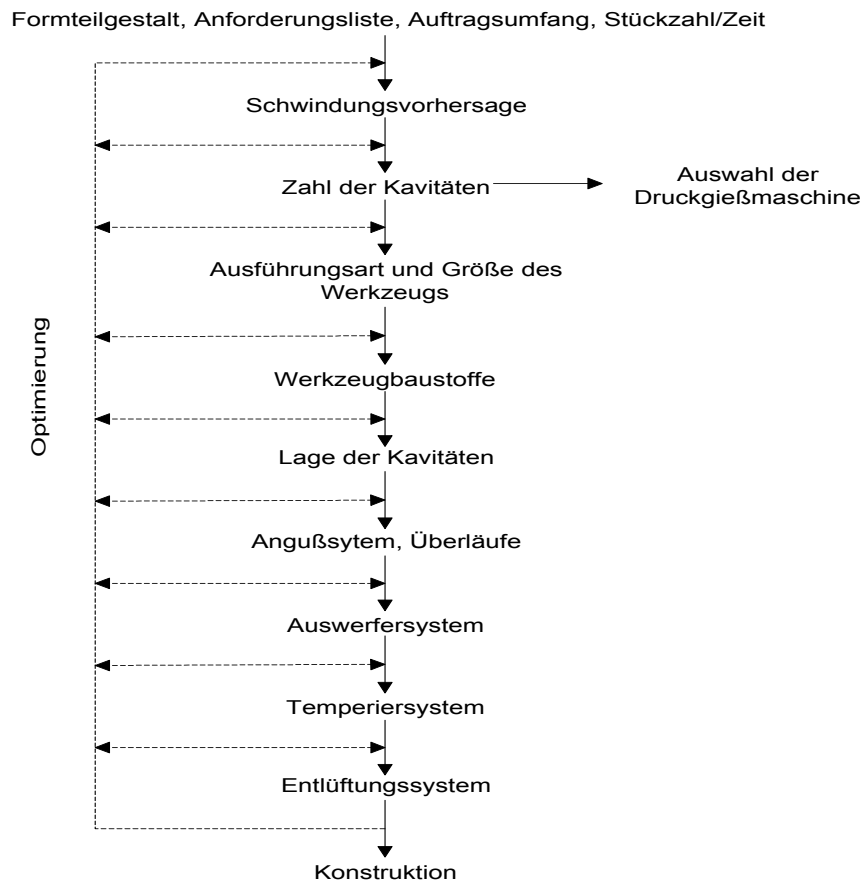 Formteilgestalt, Anforderungsliste, Auftragsumfang, Stückzahl/Zeit
Schwindungsvorhersage
Zahl der Kavitäten
Auswahl der
Druckgießmaschine
Ausführungsart und Größe des
Werkzeugs
Werkzeugbaustoffe
Lage der Kavitäten
Angußsytem, Überläufe
Auswerfersystem
Temperiersystem
Entlüftungssystem
Konstruktion
Optimierung